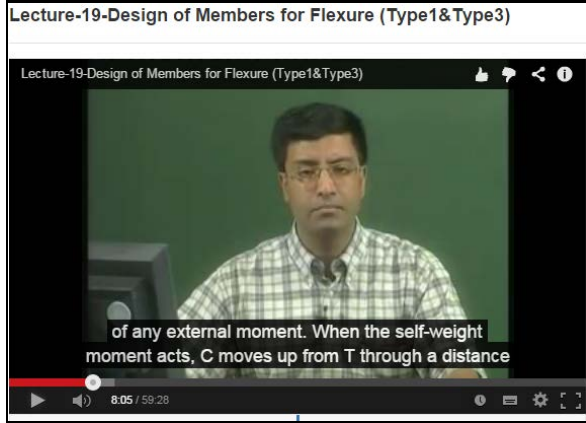 Lecture-19-Design of Members for Flexure (Type1&Type3)
Lecture-19-Design of Members for Flexure (Type1&Type3)
of any external moment. When the self-weight
moment acts, C moves up from T through a distance
8:05 / 59:28